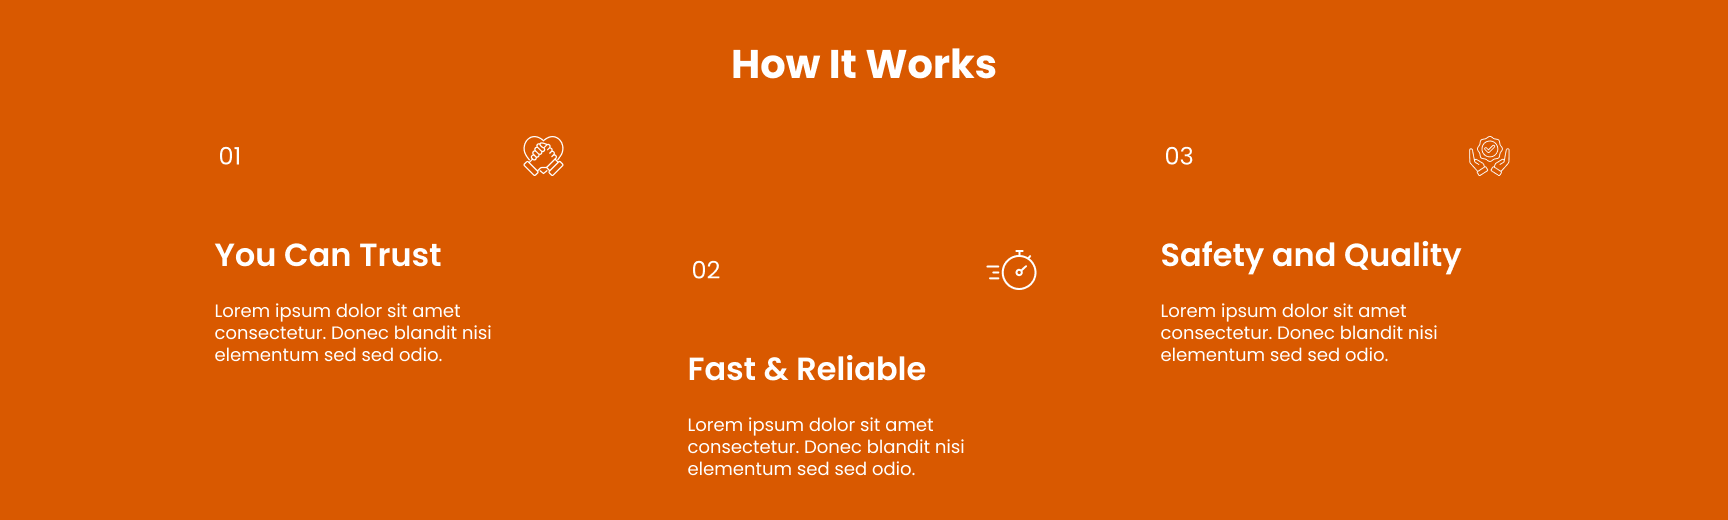 How It Works
01
You Can Trust
Lorem ipsum dolor sit amet
consectetur. Donec blandit nisi
elementum sed sed odio.
02
Fast & Reliable
Lorem ipsum dolor sit amet
consectetur. Donec blandit nisi
elementum sed sed odio.
03
Safety and Quality
Lorem ipsum dolor sit amet
consectetur. Donec blandit nisi
elementum sed sed odio.